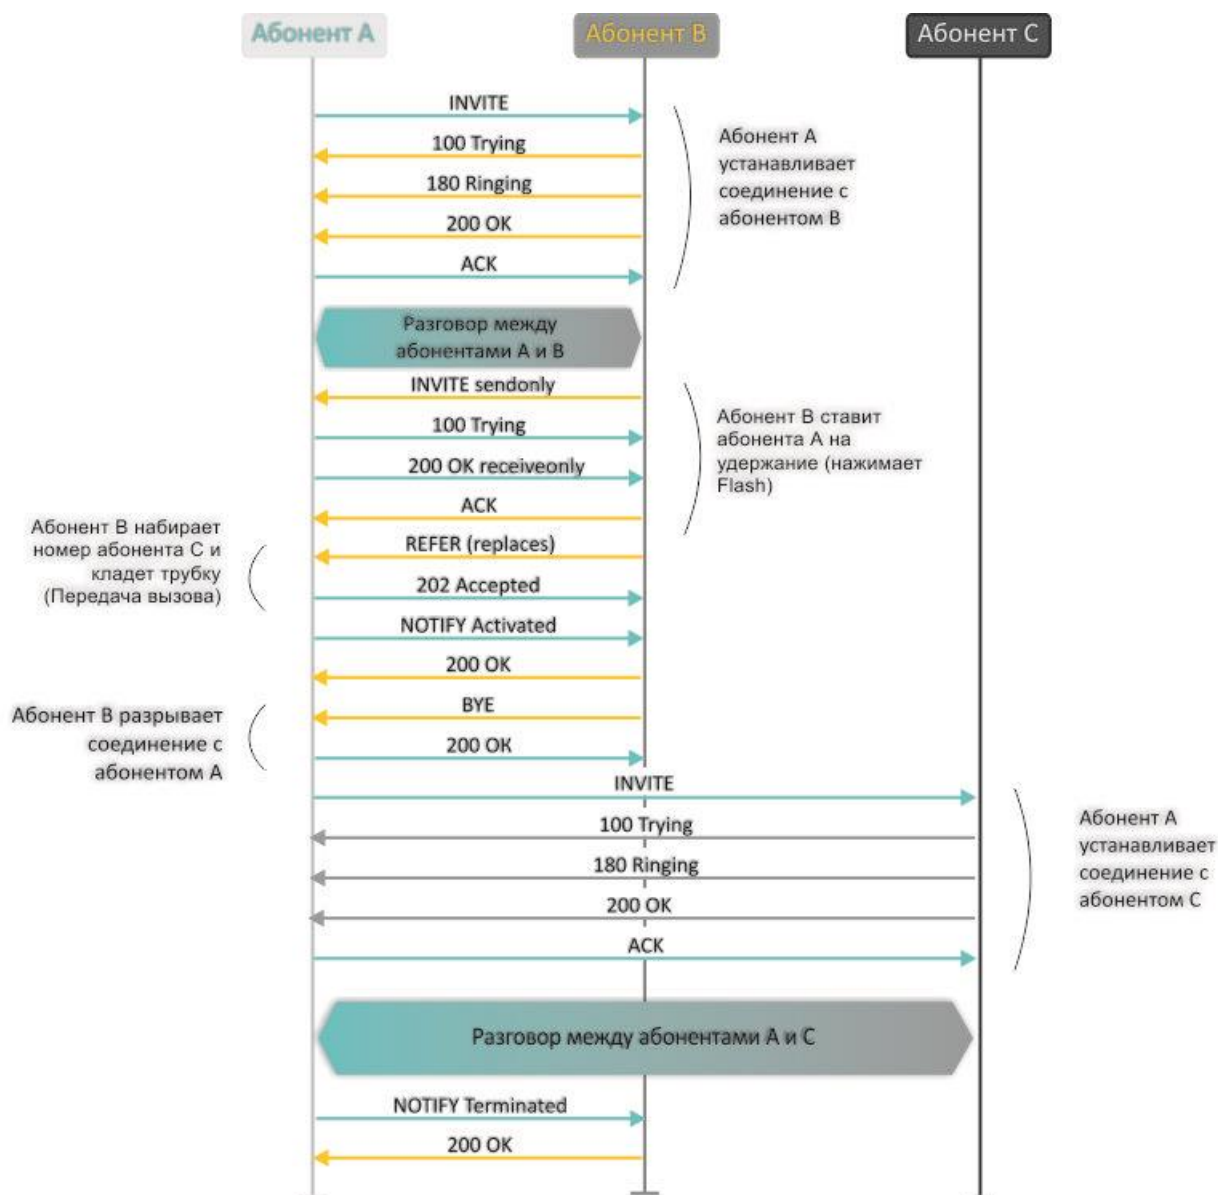 Абонент А
Абонент В
Абонент С
INVITE
100 Trying
180 Ringing
200 OK
ACK
Абонент А
устанавливает
соединение с
абонентом В
Разговор между
абонентами А и В
INVITE sendonly
100 Trying
200 OK receiveonly
ACK
Абонент В ставит
абонента А на
удержание (нажимает
Flash)
Абонент В набирает
номер абонента С и
кладет трубку
(Передача вызова)
REFER (replaces)
202 Accepted
NOTIFY Activated
200 OK
Абонент В разрывает
соединение с
абонентом А
BYE
200 OK
INVITE
100 Trying
180 Ringing
200 OK
ACK
Абонент А
устанавливает
соединение с
абонентом С
Разговор между абонентами А и С
NOTIFY Terminated
200 OK